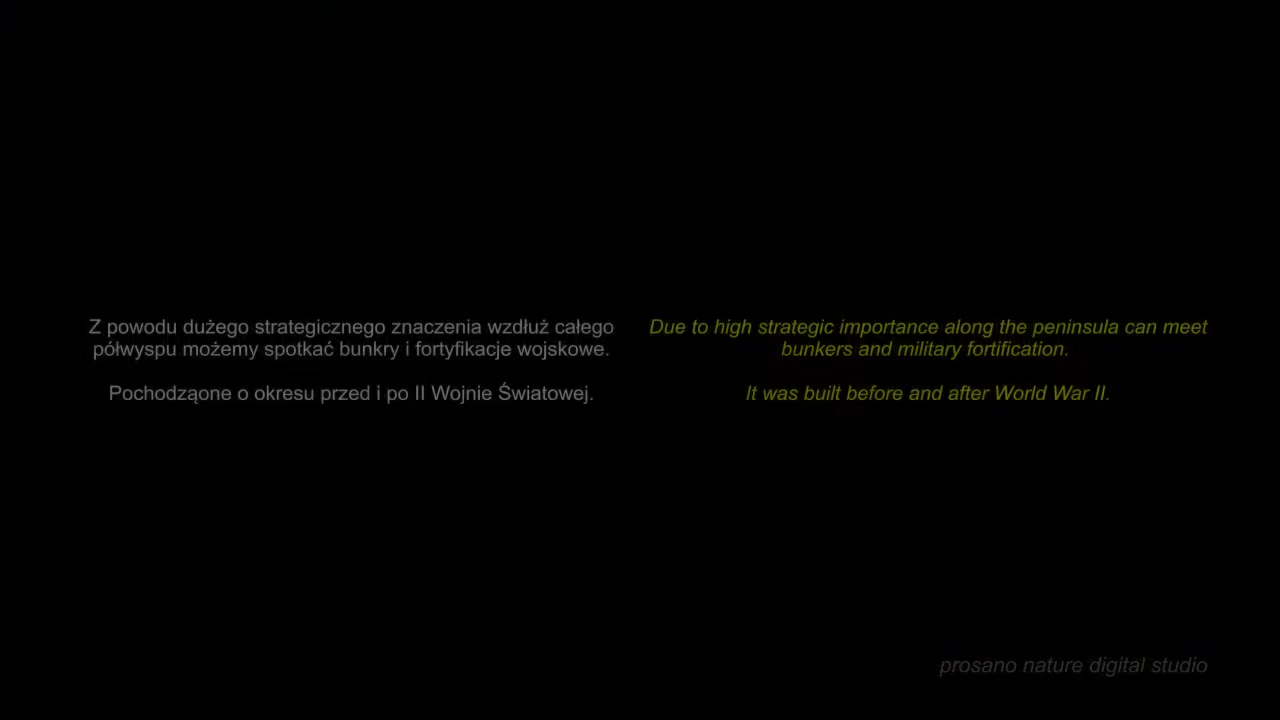 Z powodu dużego strategicznego znaczenia wzdłuż całego
półwyspu możemy spotkać bunkry i fortyfikacje wojskowe.
Pochodząone o okresu przed i po II Wojnie Światowej.
Due to high strategic importance along the peninsula can meet
bunkers and military fortification.
It was built before and after World War II.
prosano nature digital studio